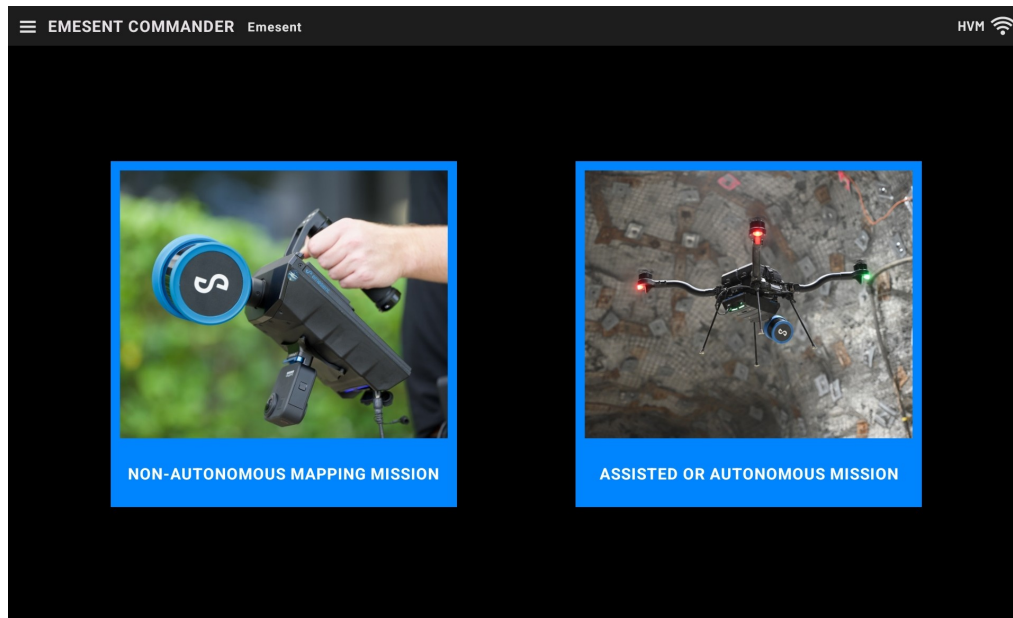 EMESENT COMMANDER Emesent HVM
NON-AUTONOMOUS MAPPING MISSION
ASSISTED OR AUTONOMOUS MISSION